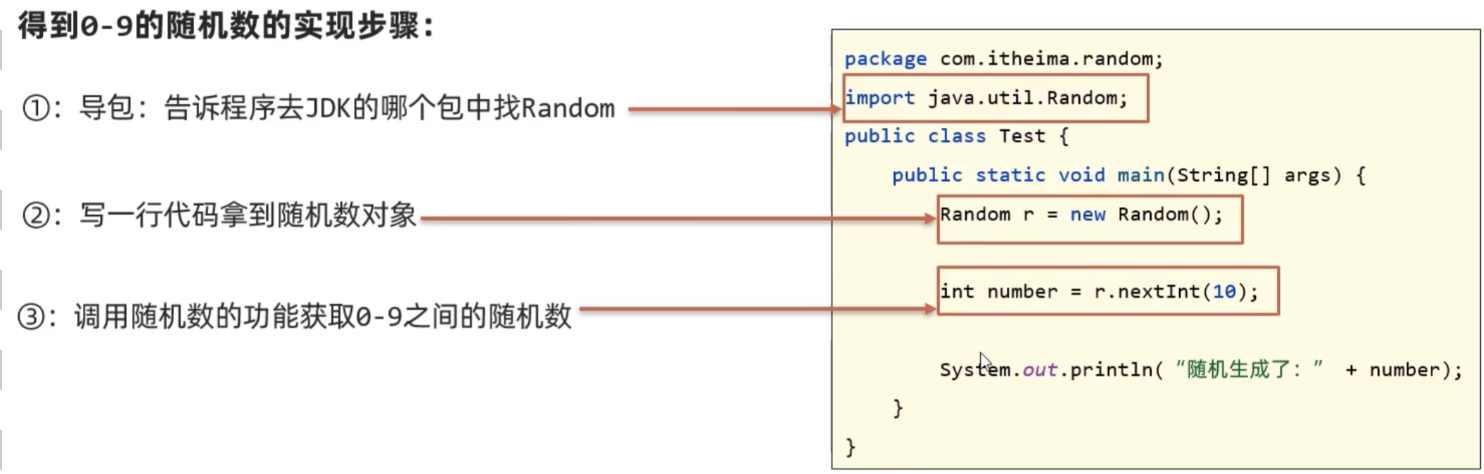 得到0-9的随机数的实现步骤：
①：导包：告诉程序去JDK的哪个包中找Random
②：写一行代码拿到随机数对象
③：调用随机数的功能获取0-9之间的随机数
package com.itheima.random;
import java.util.Random;
public class Test {
public static void main(String[] args) {
Random r = new Random();
int number = r.nextInt(10);
System.out.println( “随机生成了：” + number);
}
}